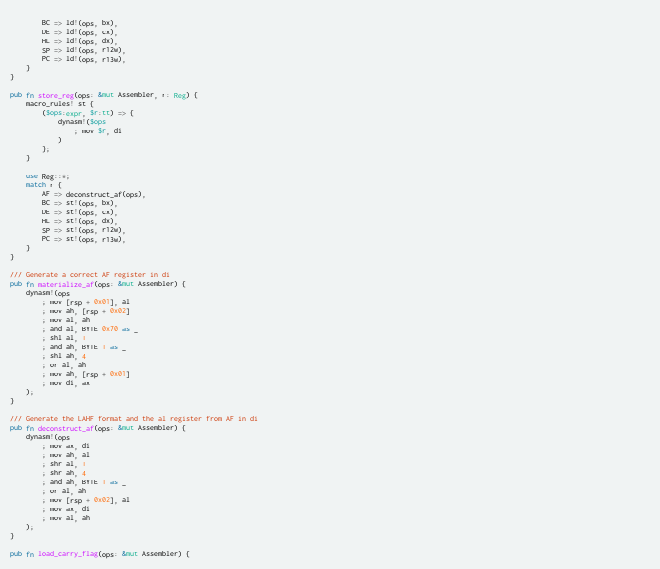 BC => ld!(ops, bx),
DE => ld!(ops, cx),
HL => ld!(ops, dx),
SP => ld!(ops, r12w),
PC => ld!(ops, r13w),
}
}
pub fn store_reg(ops: &mut Assembler, r: Reg) {
macro_rules! st {
($ops:expr, $r:tt) => {
dynasm!($ops
; mov $r, di
)
};
}
use Reg::*;
match r {
AF => deconstruct_af(ops),
BC => st!(ops, bx),
DE => st!(ops, cx),
HL => st!(ops, dx),
SP => st!(ops, r12w),
PC => st!(ops, r13w),
}
}
/// Generate a correct AF register in di
pub fn materialize_af(ops: &mut Assembler) {
dynasm!(ops
; mov [rsp + 0x01], al
; mov ah, [rsp + 0x02]
; mov al, ah
; and al, BYTE 0x70 as _
; shl al, 1
; and ah, BYTE 1 as _
; shl ah, 4
; or al, ah
; mov ah, [rsp + 0x01]
; mov di, ax
);
}
/// Generate the LAHF format and the al register from AF in di
pub fn deconstruct_af(ops: &mut Assembler) {
dynasm!(ops
; mov ax, di
; mov ah, al
; shr al, 1
; shr ah, 4
; and ah, BYTE 1 as _
; or al, ah
; mov [rsp + 0x02], al
; mov ax, di
; mov al, ah
);
}
pub fn load_carry_flag(ops: &mut Assembler) {